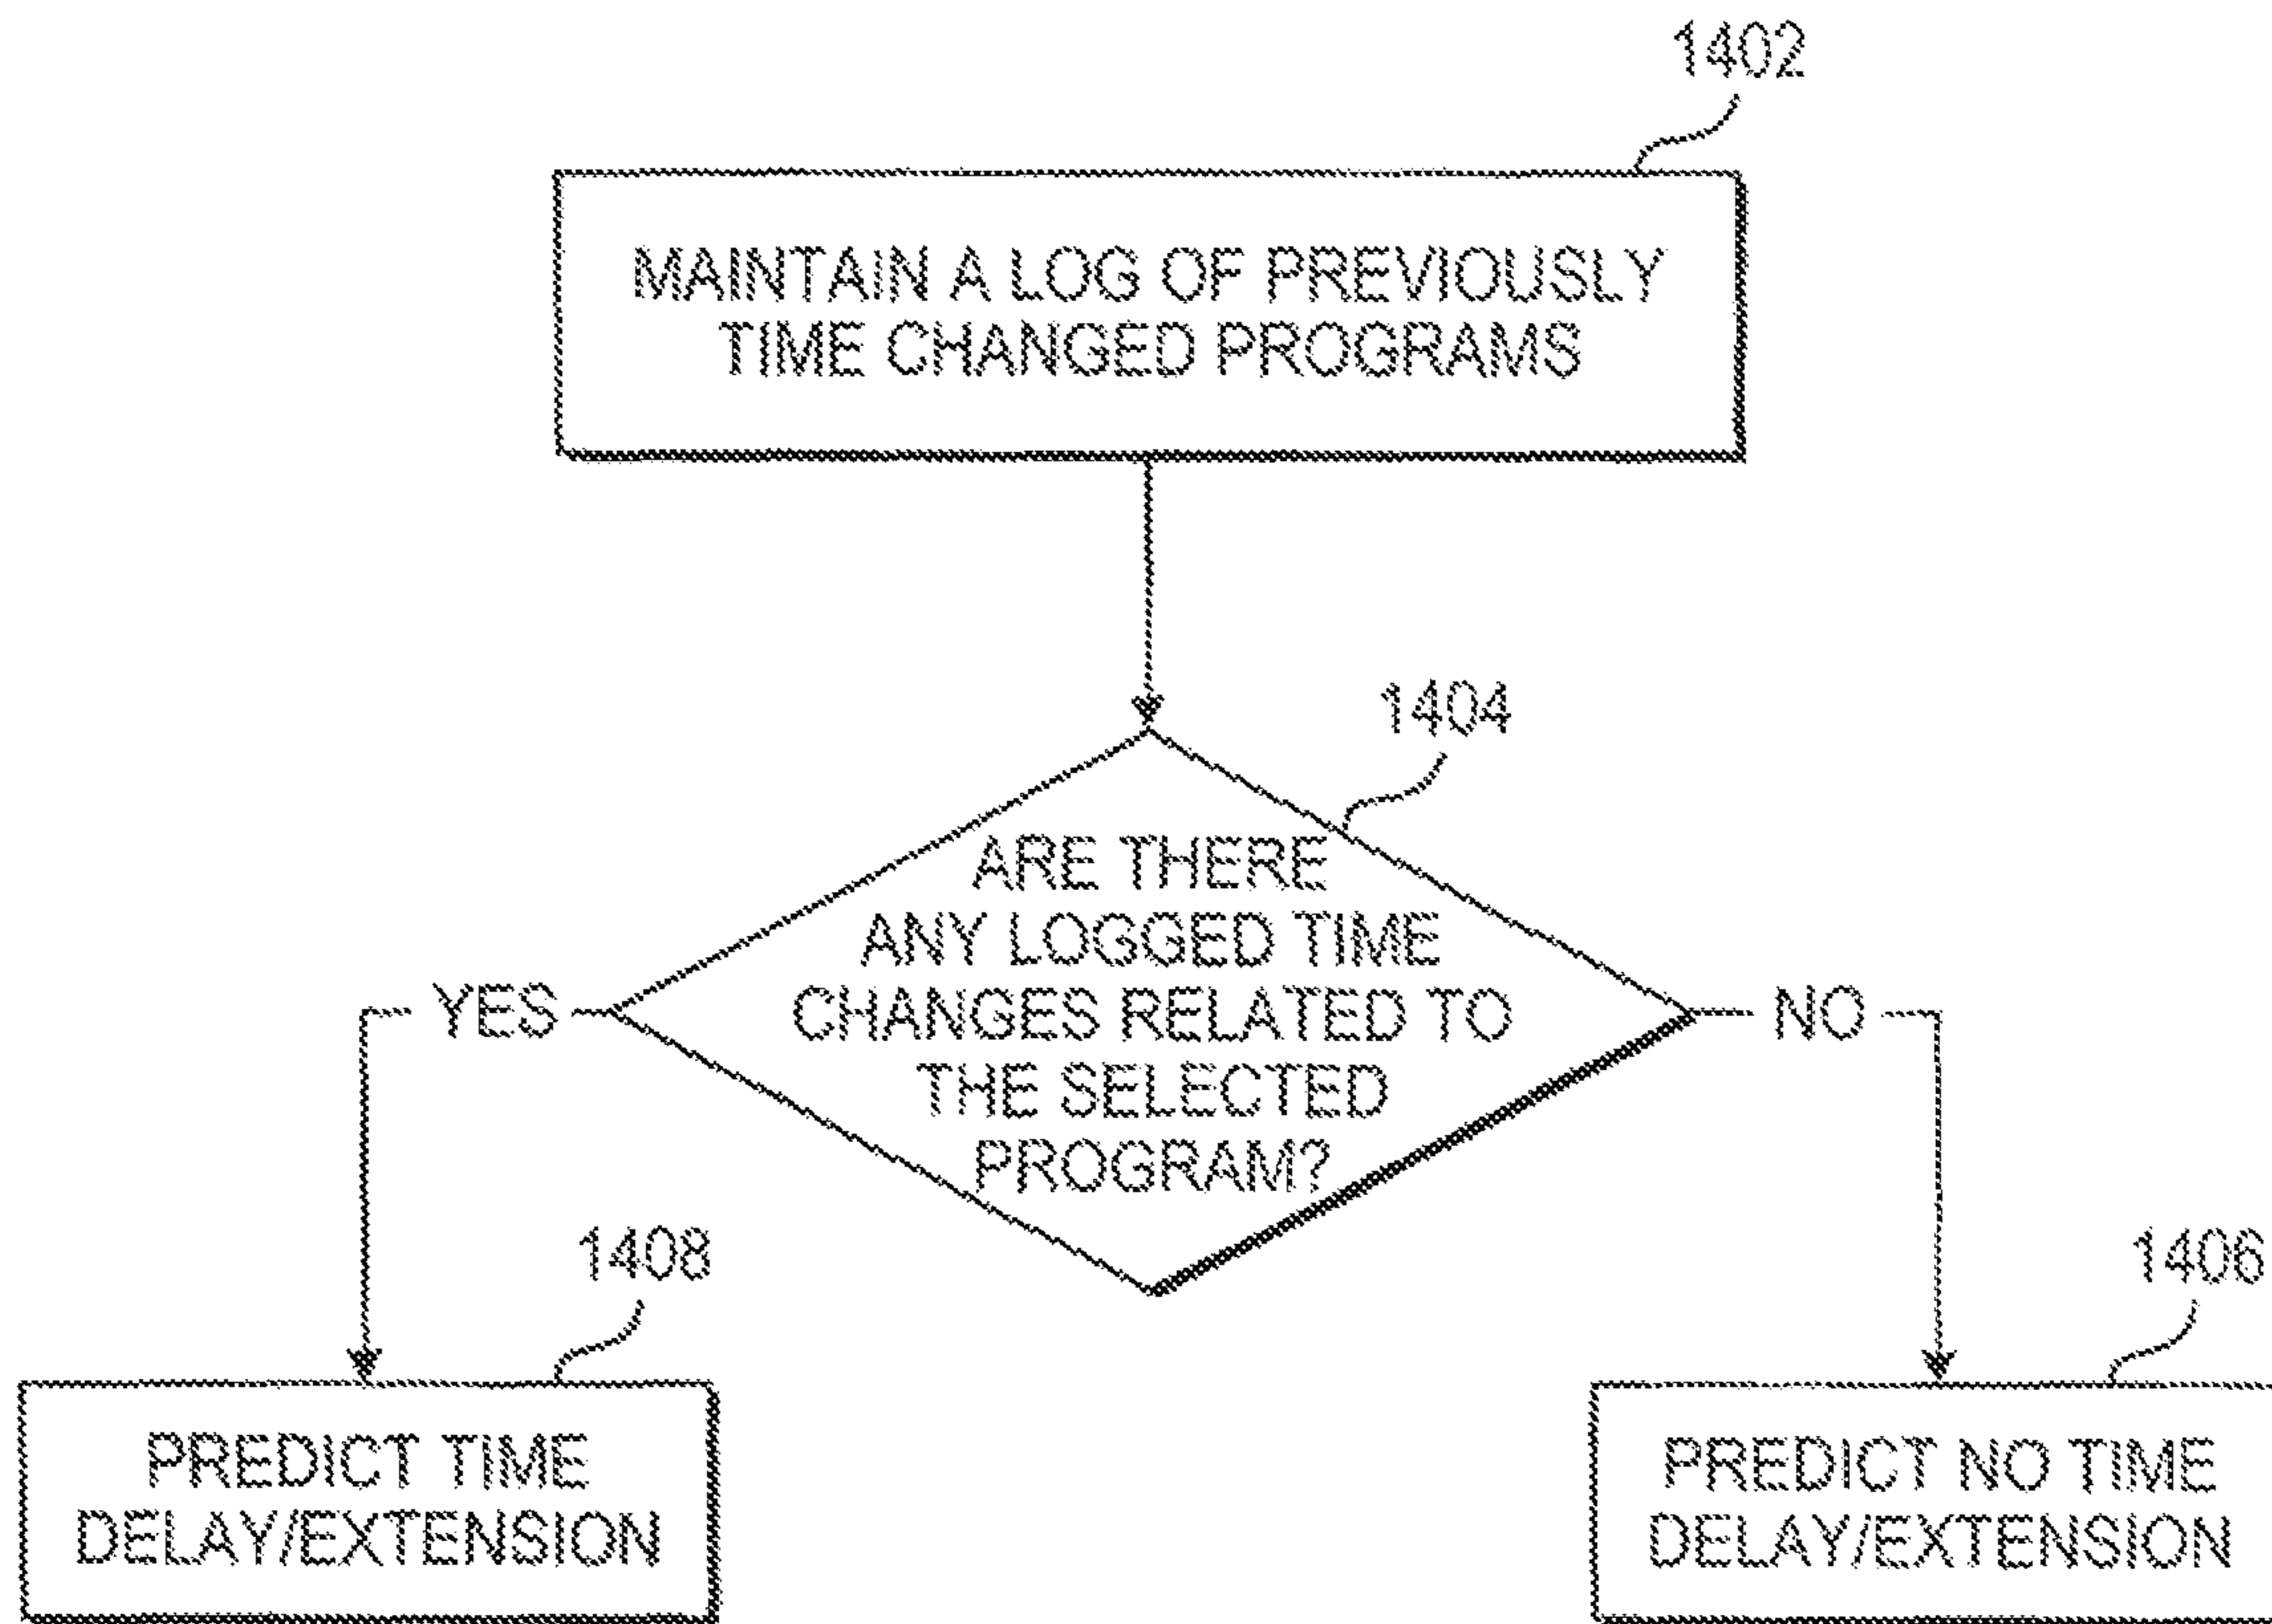 1402
MAINTAIN A LOG OF PREVIOUSLY
TIME CHANGED PROGRAMS
1404
ARE THERE
ANY LOGGED TIME
CHANGES RELATED TO
THE SELECTED
PROGRAM?
YES
NO
1408
PREDICT TIME
DELAY/EXTENSION
1406
PREDICT NO TIME
DELAY/EXTENSION